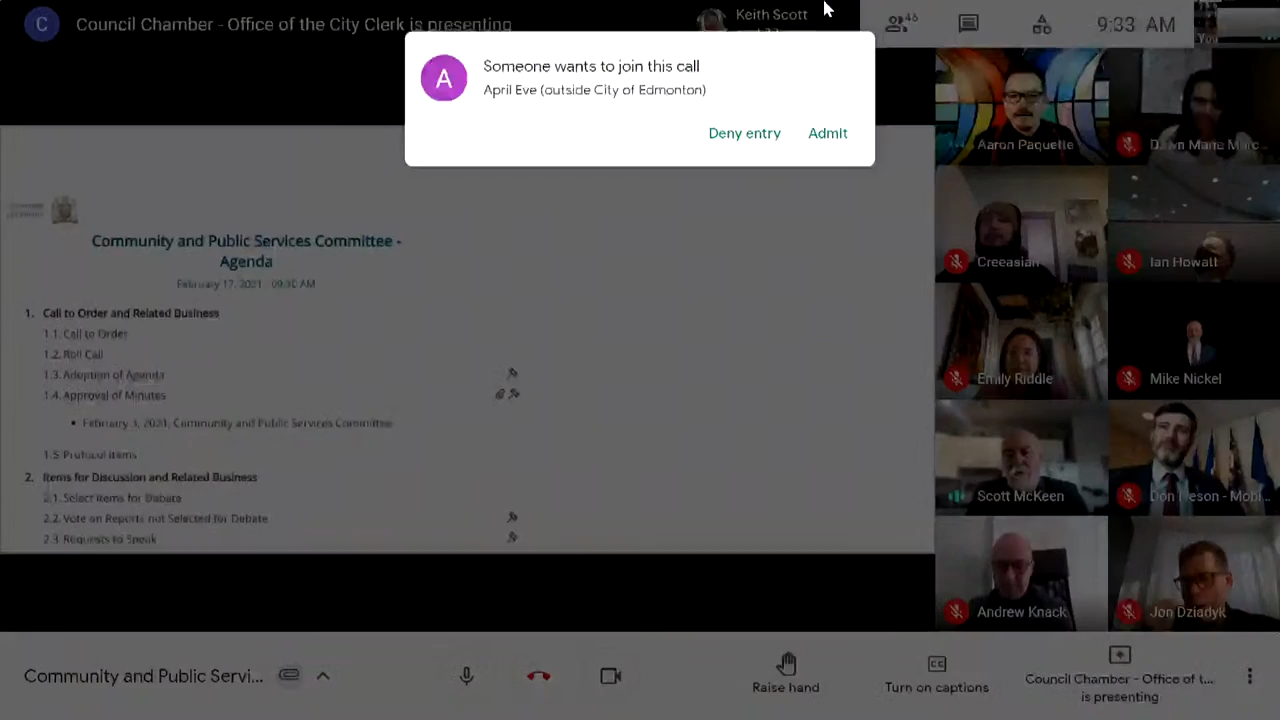 C Council Chamber - Office of the City Clerk is presenting
Keith Scott
46
9:33 AM
You
A
Someone wants to join this call
April Eve (outside City of Edmonton)
Deny entry Admit
Community and Public Services Committee -
Agenda
February 17, 2021 - 09:30 AM
1. Call to Order and Related Business
1.1. Call to Order
1.2. Roll Call
1.3. Adoption of Agenda
1.4. Approval of Minutes
• February 3, 2021, Community and Public Services Committee
1.5 Protocol Items
2. Items for Discussion and Related Business
2.1. Select Items for Debate
2.2. Vote on Reports not Selected for Debate
2.3 Requests to Speak
Aaron Paquette
Creeasian
Ian Howatt
Emily Riddle
Mike Nickel
Scott McKeen
Don Iveson - Mobi...
Andrew Knack
Jon Dziadyk
Community and Public Servi...
Raise hand
CC
Turn on captions
Council Chamber - Office of t...
is presenting